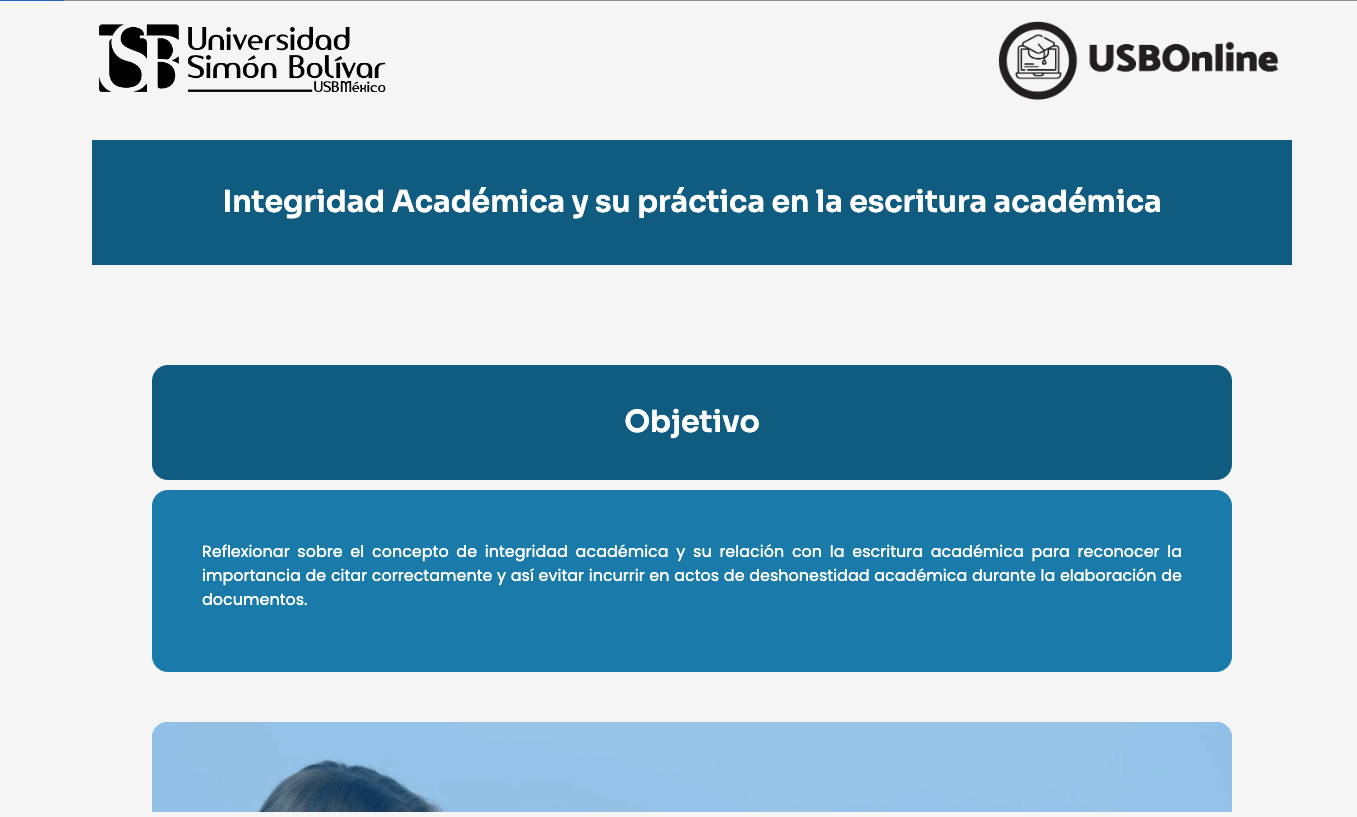 USB Universidad
Simón Bolívar
USBMéxico
USBOnline
Integridad Académica y su práctica en la escritura académica
Objetivo
Reflexionar sobre el concepto de integridad académica y su relación con la escritura académica para reconocer la
importancia de citar correctamente y así evitar incurrir en actos de deshonestidad académica durante la elaboración de
documentos.